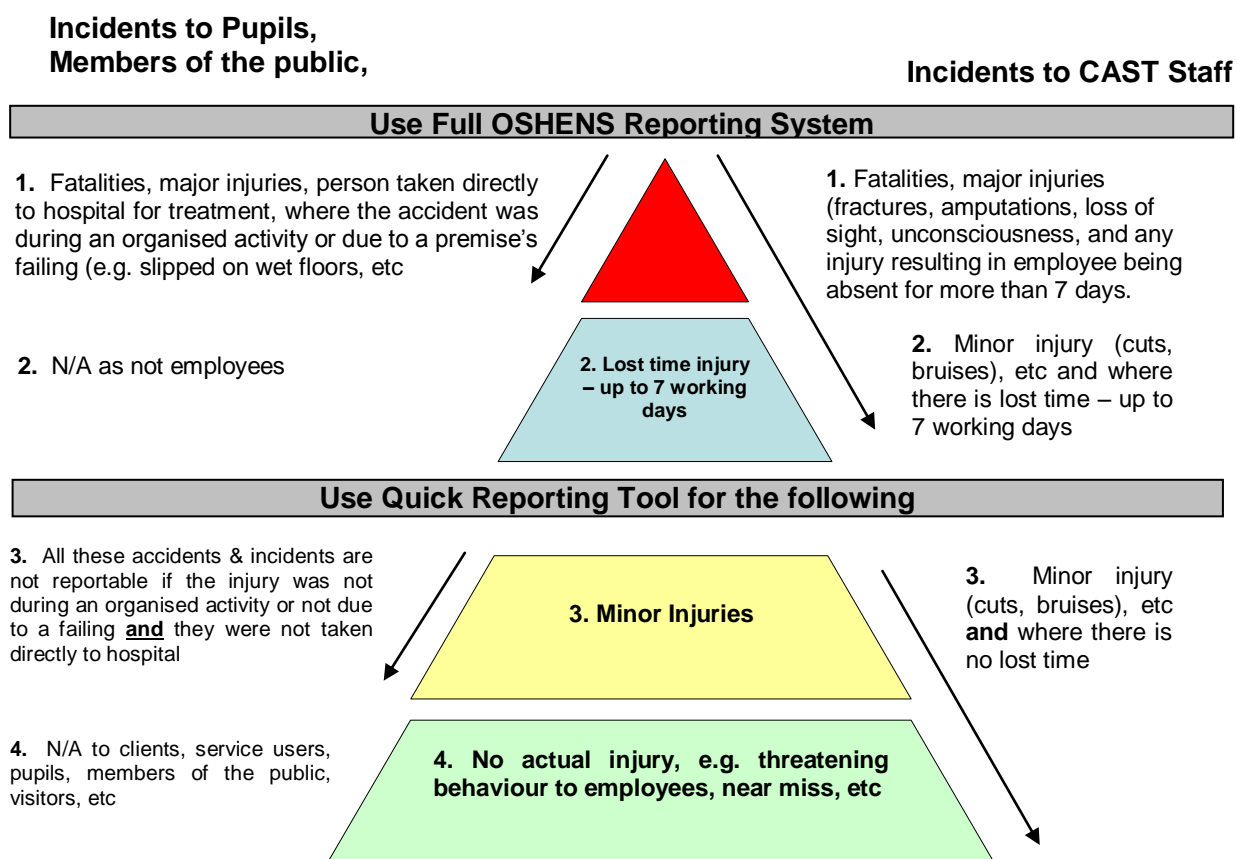 Incidents to Pupils,
Members of the public,
Incidents to CAST Staff
Use Full OSHENS Reporting System
1. Fatalities, major injuries, person taken directly
to hospital for treatment, where the accident was
during an organised activity or due to a premise's
failing (e.g. slipped on wet floors, etc
1. Fatalities, major injuries
(fractures, amputations, loss of
sight, unconsciousness, and any
injury resulting in employee being
absent for more than 7 days.
2. N/A as not employees
2. Lost time injury
– up to 7 working
days
2. Minor injury (cuts,
bruises), etc and where
there is lost time – up to
7 working days
Use Quick Reporting Tool for the following
3. All these accidents & incidents are
not reportable if the injury was not
during an organised activity or not due
to a failing and they were not taken
directly to hospital
3. Minor Injuries
3. Minor injury
(cuts, bruises), etc
and where there is
no lost time
4. N/A to clients, service users,
pupils, members of the public,
visitors, etc
4. No actual injury, e.g. threatening
behaviour to employees, near miss, etc